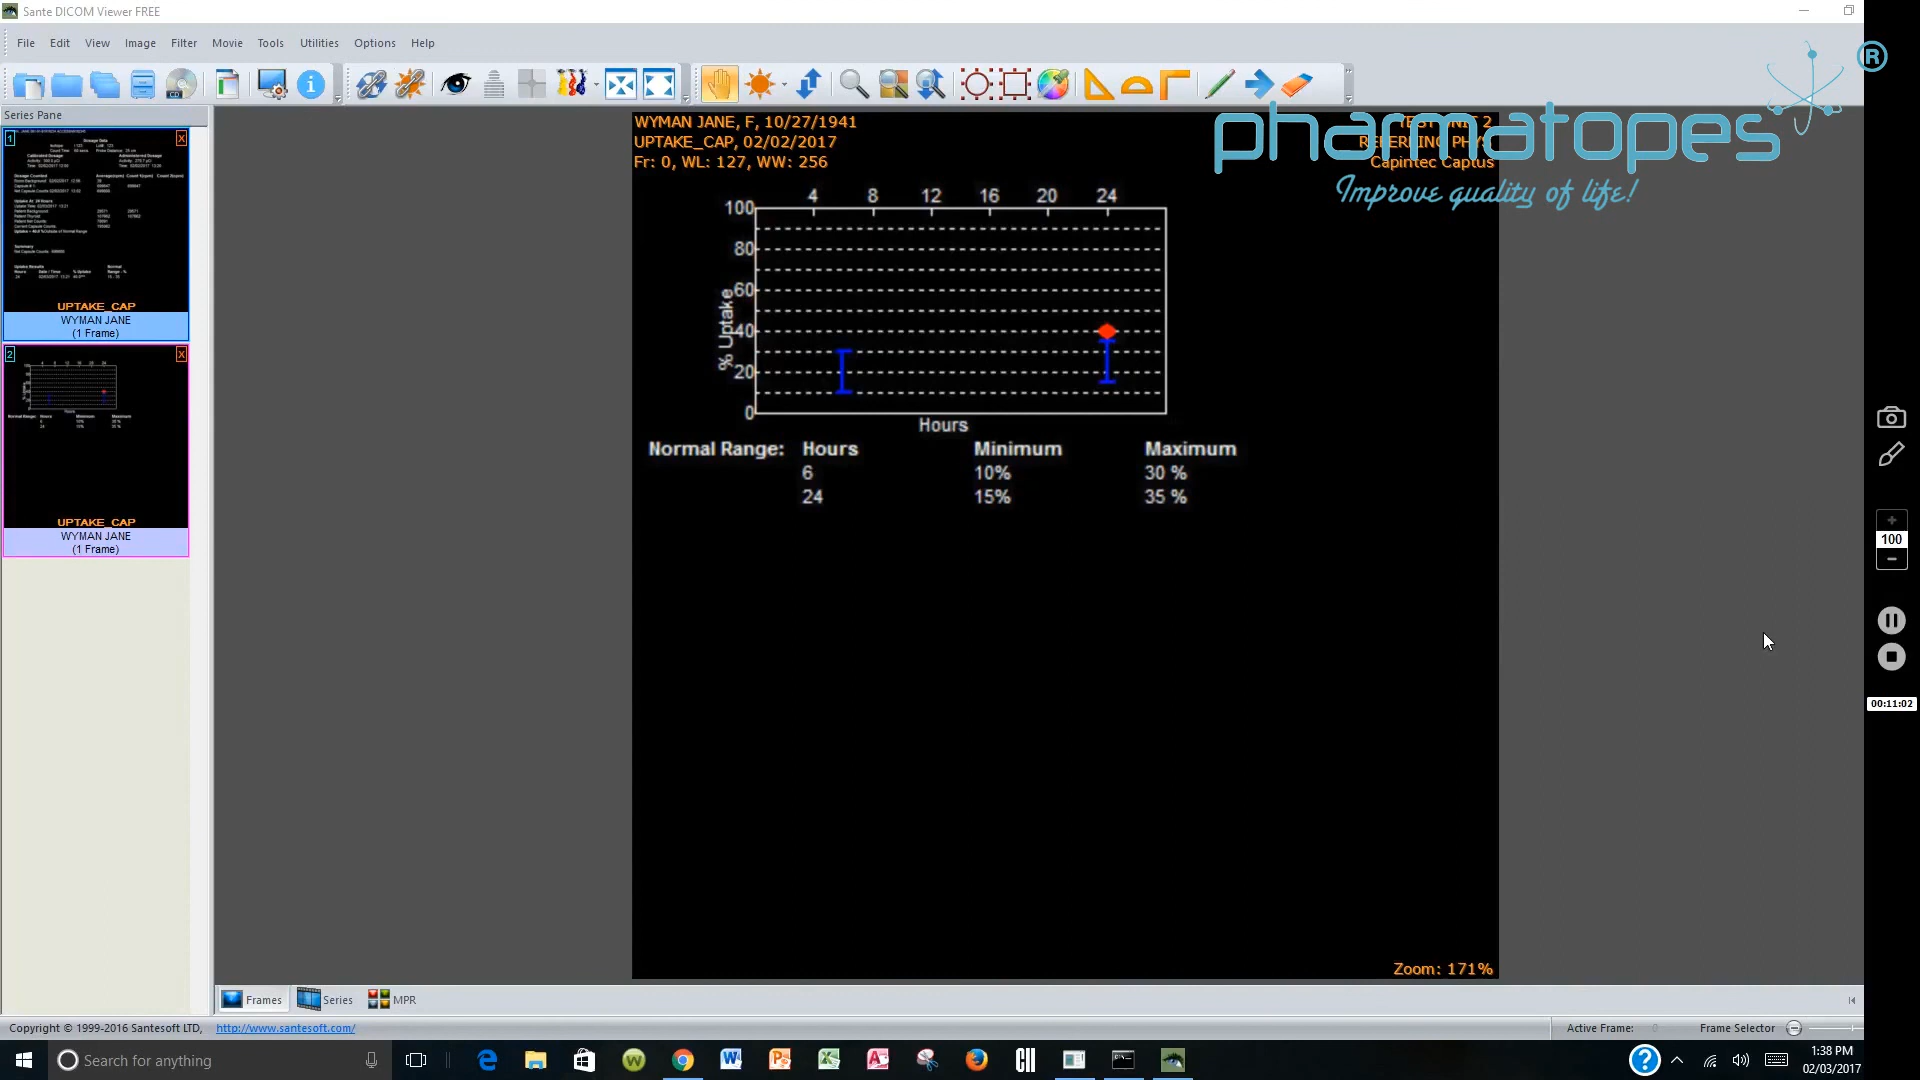 Sante DICOM Viewer FREE
File Edit View Image Filter Movie Tools Utilities Options Help
®
pharmatopes
Improve quality of life!
CD
Series Pane
1 X
UPTAKE_CAP
WYMAN JANE
(1 Frame)
2 X
UPTAKE_CAP
WYMAN JANE
(1 Frame)
WYMAN JANE, F, 10/27/1941
UPTAKE_CAP, 02/02/2017
Fr: 0, WL: 127, WW: 256
Capintec Captus
4 8 12 16 20 24
100
80
60
40
20
0
% Uptake
Hours
Normal Range: Hours Minimum Maximum
6 10% 30 %
24 15% 35 %
Zoom: 171%
100
00:11:02
Frames Series MPR
Copyright © 1999-2016 Santesoft LTD, http://www.santesoft.com/
Active Frame: 0 Frame Selector
Search for anything
1:38 PM
02/03/2017